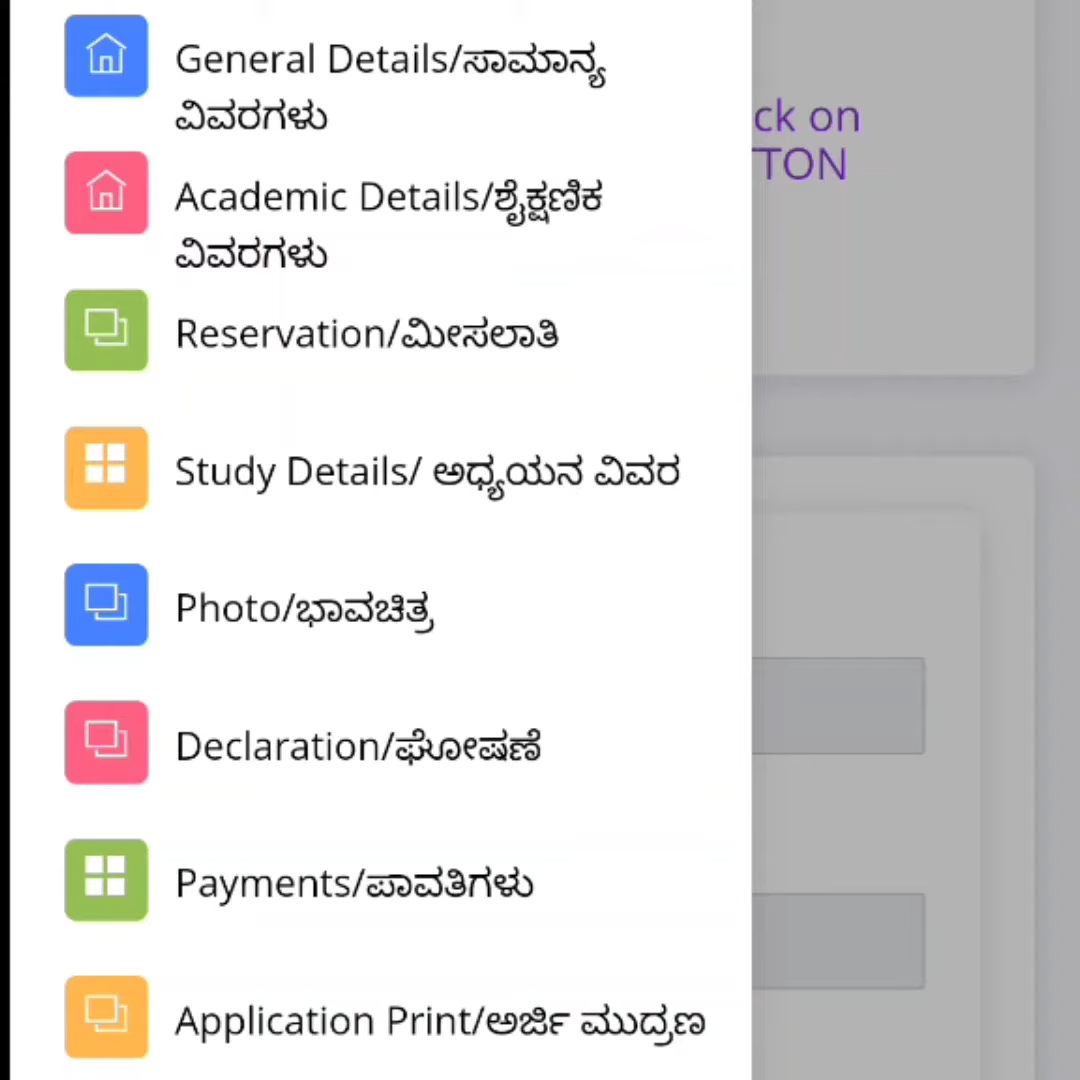 General Details/ಸಾಮಾನ್ಯ
ವಿವರಗಳು
ck on
TON
Academic Details/ಶೈಕ್ಷಣಿಕ
ವಿವರಗಳು
Reservation/ಮೀಸಲಾತಿ
Study Details/ ಅಧ್ಯಯನ ವಿವರ
Photo/ಭಾವಚಿತ್ರ
Declaration/ಘೋಷಣೆ
Payments/ಪಾವತಿಗಳು
Application Print/ಅರ್ಜಿ ಮುದ್ರಣ